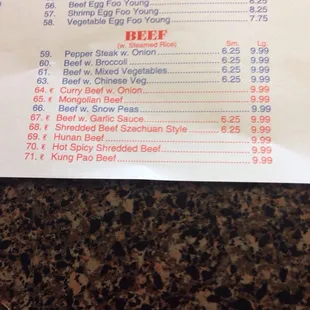 56. Beef Egg Foo Young 8.25
57. Shrimp Egg Foo Young 8.25
58. Vegetable Egg Foo Young 7.75
BEEF
(w. Steamed Rice) Sm. Lg.
59. Pepper Steak w. Onion 6.25 9.99
60. Beef w. Broccoli 6.25 9.99
61. Beef w. Mixed Vegetables 6.25 9.99
63. Beef w. Chinese Veg. 6.25 9.99
64. Curry Beef w. Onion 9.99
65. Mongolian Beef 9.99
66. Beef w. Snow Peas 9.99
67. Beef w. Garlic Sauce 6.25 9.99
68. Shredded Beef Szechuan Style 6.25 9.99
69. Hunan Beef 9.99
70. Hot Spicy Shredded Beef 9.99
71. Kung Pao Beef 9.99